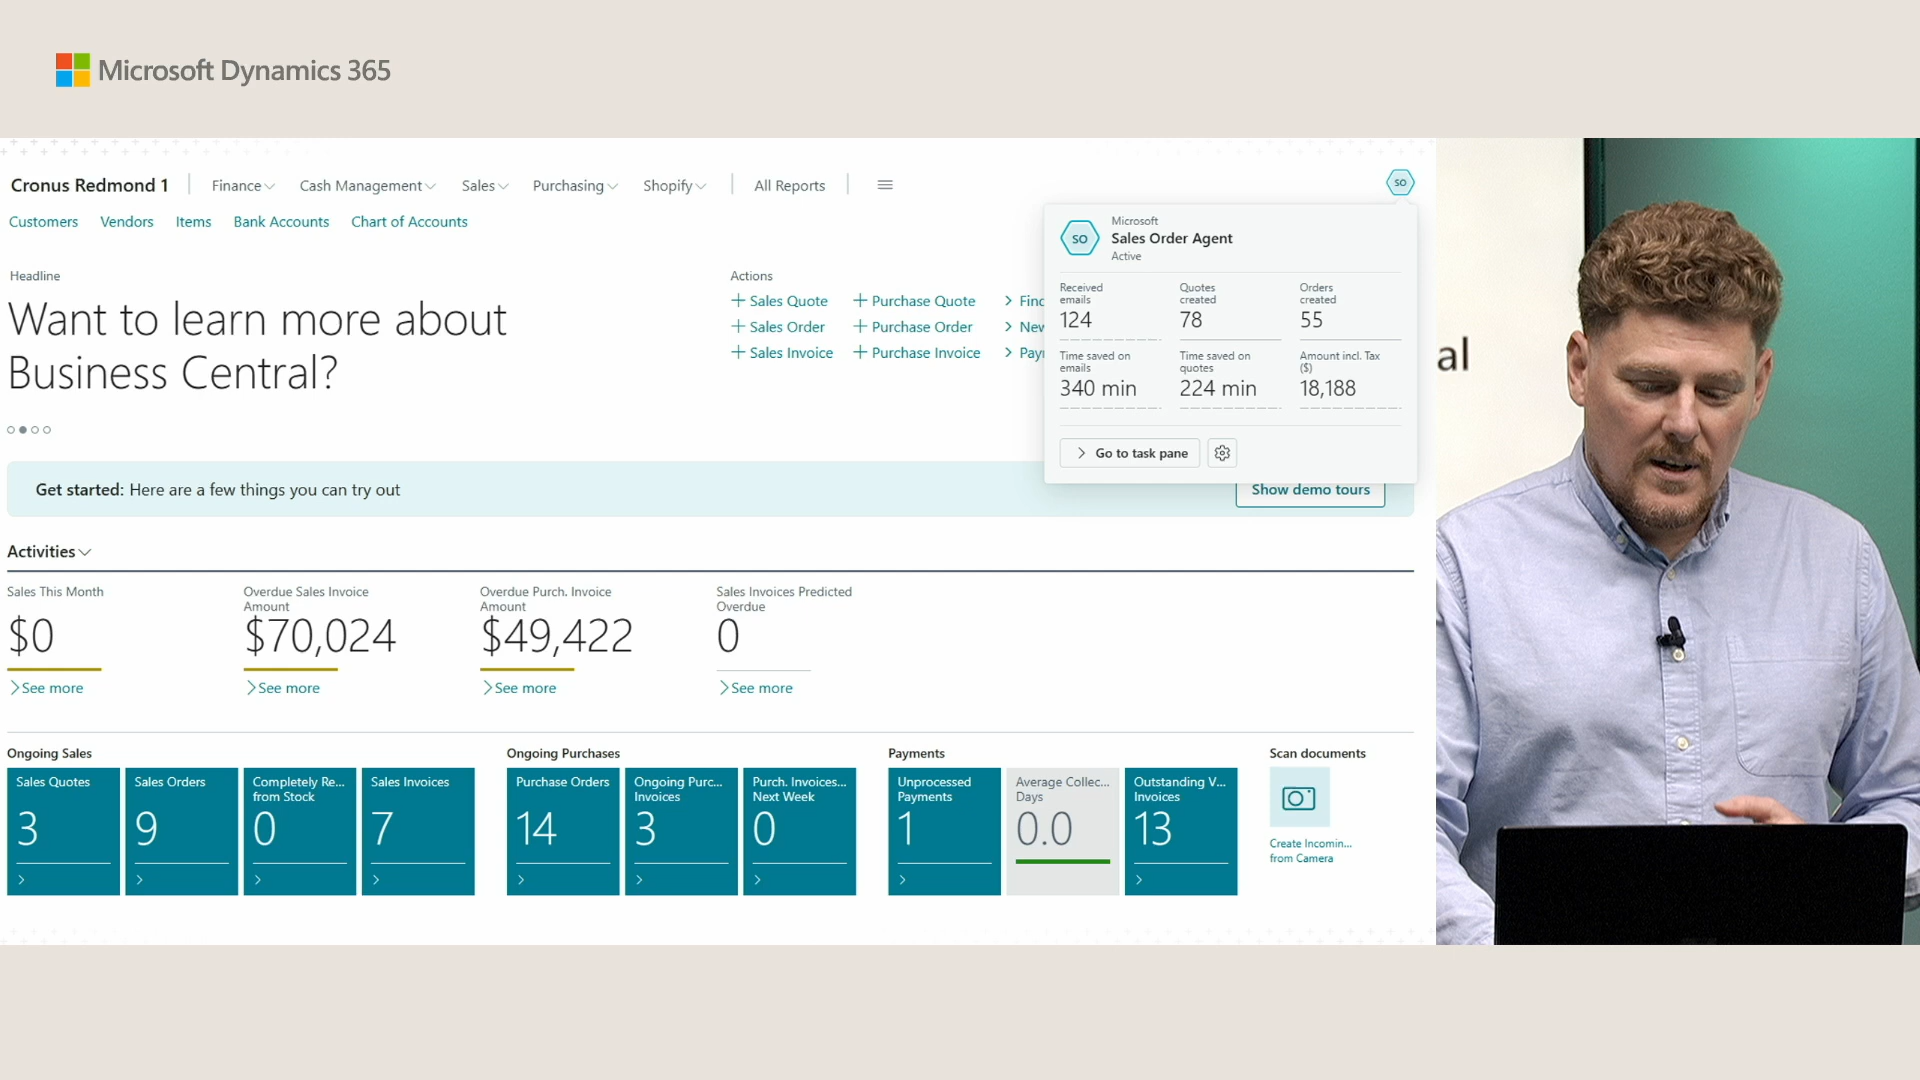 Microsoft Dynamics 365
Cronus Redmond 1
Finance
Cash Management
Sales
Purchasing
Shopify
All Reports
SO
Customers
Vendors
Items
Bank Accounts
Chart of Accounts
Headline
Want to learn more about
Business Central?
Actions
+ Sales Quote
+ Purchase Quote
> Find
+ Sales Order
+ Purchase Order
> New
+ Sales Invoice
+ Purchase Invoice
> Pay
SO
Microsoft
Sales Order Agent
Active
Received
emails
124
Quotes
created
78
Orders
created
55
Time saved on
emails
340 min
Time saved on
quotes
224 min
Amount incl. Tax
($)
18,188
> Go to task pane
Get started: Here are a few things you can try out
Show demo tours
Activities
Sales This Month
$0
>See more
Overdue Sales Invoice
Amount
$70,024
>See more
Overdue Purch. Invoice
Amount
$49,422
>See more
Sales Invoices Predicted
Overdue
0
>See more
Ongoing Sales
Sales Quotes
3
Sales Orders
9
Completely Re...
from Stock
0
Sales Invoices
7
Ongoing Purchases
Purchase Orders
14
Ongoing Purc...
Invoices
3
Purch. Invoices...
Next Week
0
Payments
Unprocessed
Payments
1
Average Collec...
Days
0.0
Outstanding V...
Invoices
13
Scan documents
Create Incomin...
from Camera
al